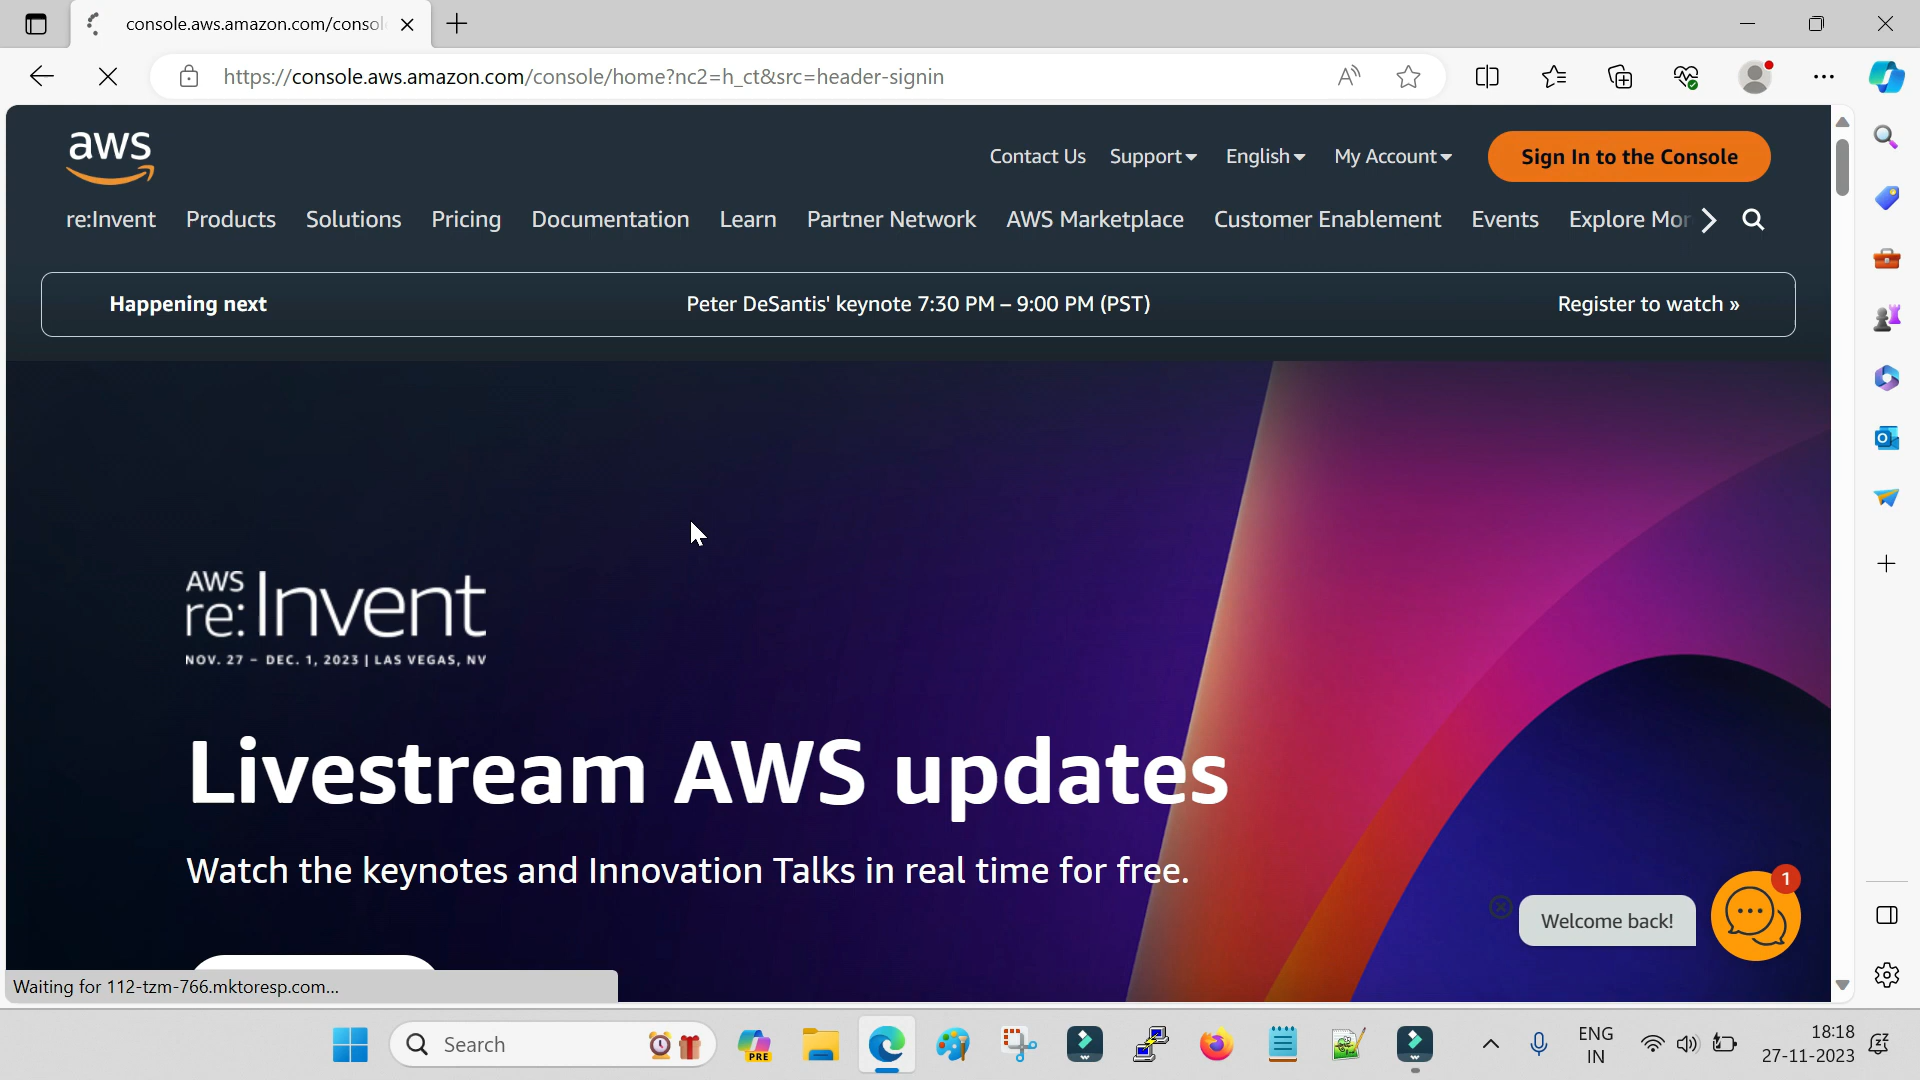 console.aws.amazon.com/consol
https://console.aws.amazon.com/console/home?nc2=h_ct&src=header-signin
aws
Contact Us Support English My Account Sign In to the Console
re:Invent Products Solutions Pricing Documentation Learn Partner Network AWS Marketplace Customer Enablement Events Explore Mor
Happening next Peter DeSantis' keynote 7:30 PM – 9:00 PM (PST) Register to watch »
AWS
re:Invent
NOV. 27 – DEC. 1, 2023 | LAS VEGAS, NV
Livestream AWS updates
Watch the keynotes and Innovation Talks in real time for free.
1
Welcome back!
Waiting for 112-tzm-766.mktoresp.com...
Search
PRE
ENG
IN
18:18
27-11-2023